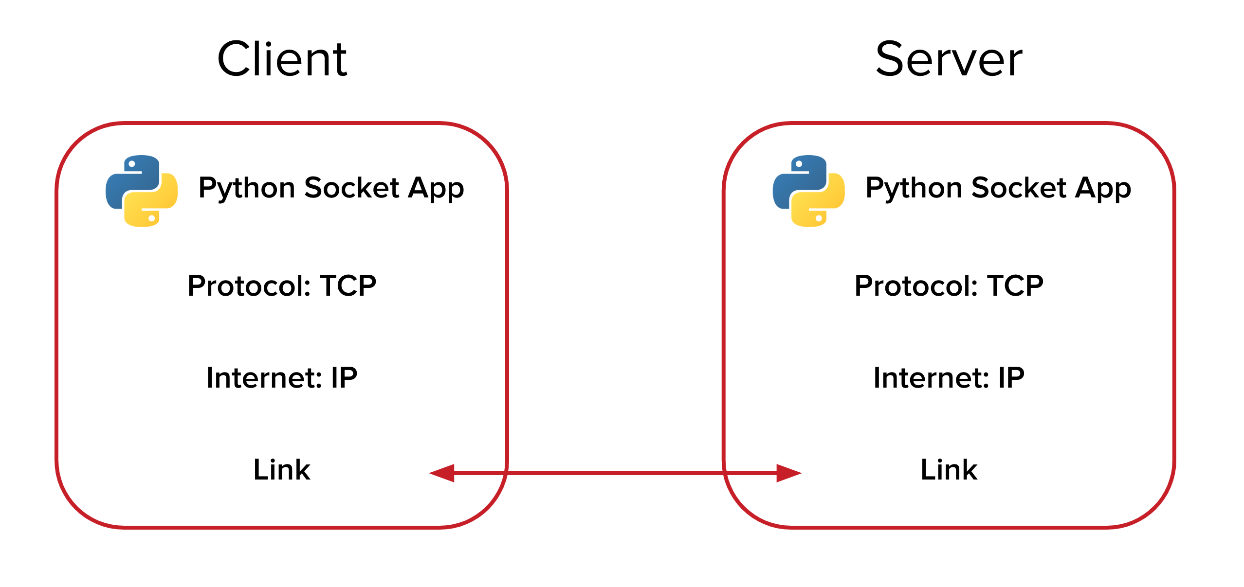 Client
Server
Python Socket App
Protocol: TCP
Internet: IP
Link
Python Socket App
Protocol: TCP
Internet: IP
Link